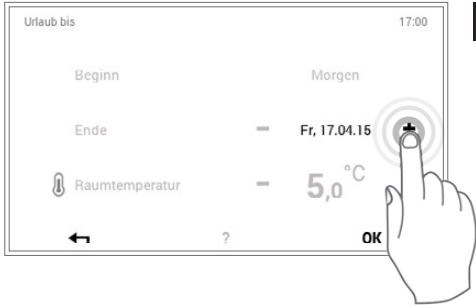 Urlaub bis 17:00
Beginn Morgen
Ende − Fr, 17.04.15 +
Raumtemperatur − 5,0°C
? OK